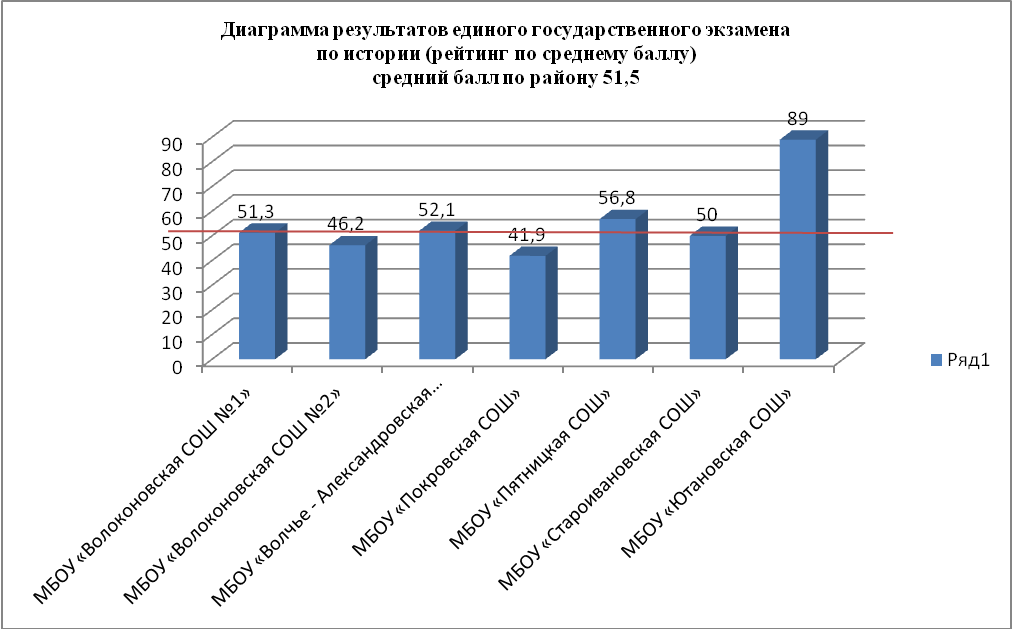 Диаграмма результатов единого государственного экзамена
по истории (рейтинг по среднему баллу)
средний балл по району 51,5
90
80
70
60
50
40
30
20
10
0
51,3
46,2
52,1
41,9
56,8
50
89
МБОУ «Волоконовская СОШ №1»
МБОУ «Волоконовская СОШ №2»
МБОУ «Волчье - Александровская...
МБОУ «Покровская СОШ»
МБОУ «Пятницкая СОШ»
МБОУ «Староивановская СОШ»
МБОУ «Ютановская СОШ»
Ряд1